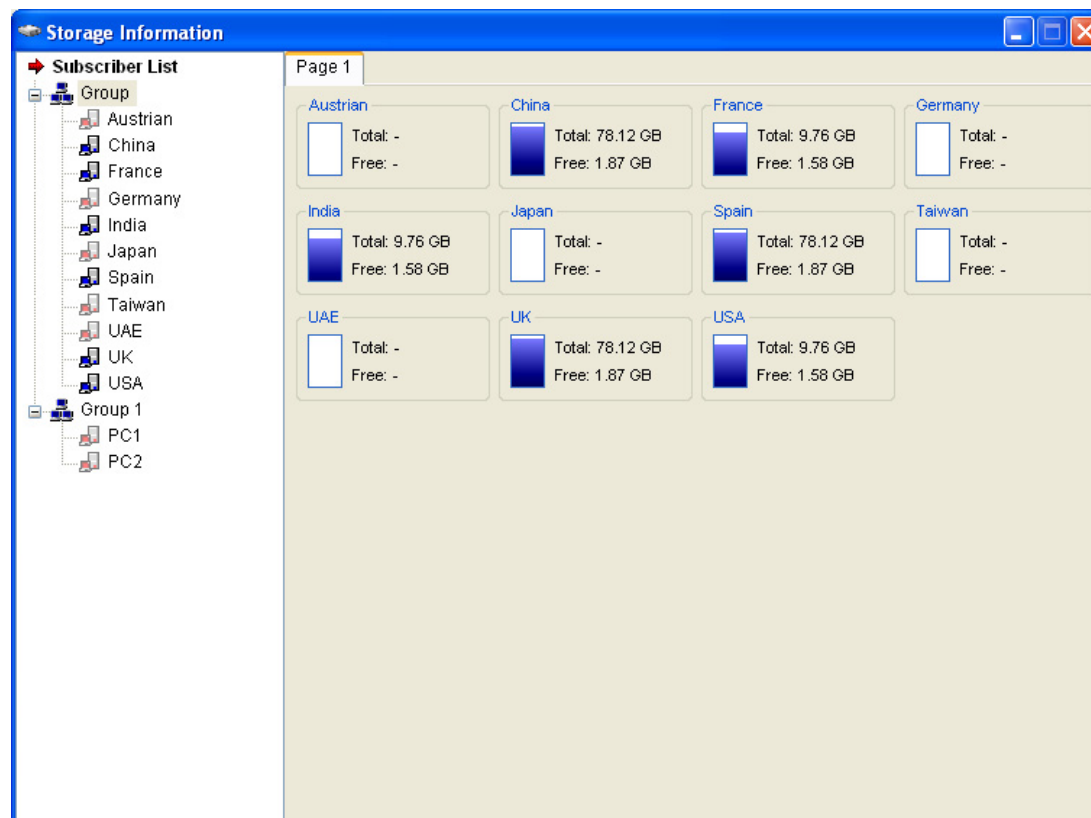 Storage Information
Subscriber List
Group
Austrian
China
France
Germany
India
Japan
Spain
Taiwan
UAE
UK
USA
Group 1
PC1
PC2
Page 1
Austrian
Total: -
Free: -
China
Total: 78.12 GB
Free: 1.87 GB
France
Total: 9.76 GB
Free: 1.58 GB
Germany
Total: -
Free: -
India
Total: 9.76 GB
Free: 1.58 GB
Japan
Total: -
Free: -
Spain
Total: 78.12 GB
Free: 1.87 GB
Taiwan
Total: -
Free: -
UAE
Total: -
Free: -
UK
Total: 78.12 GB
Free: 1.87 GB
USA
Total: 9.76 GB
Free: 1.58 GB